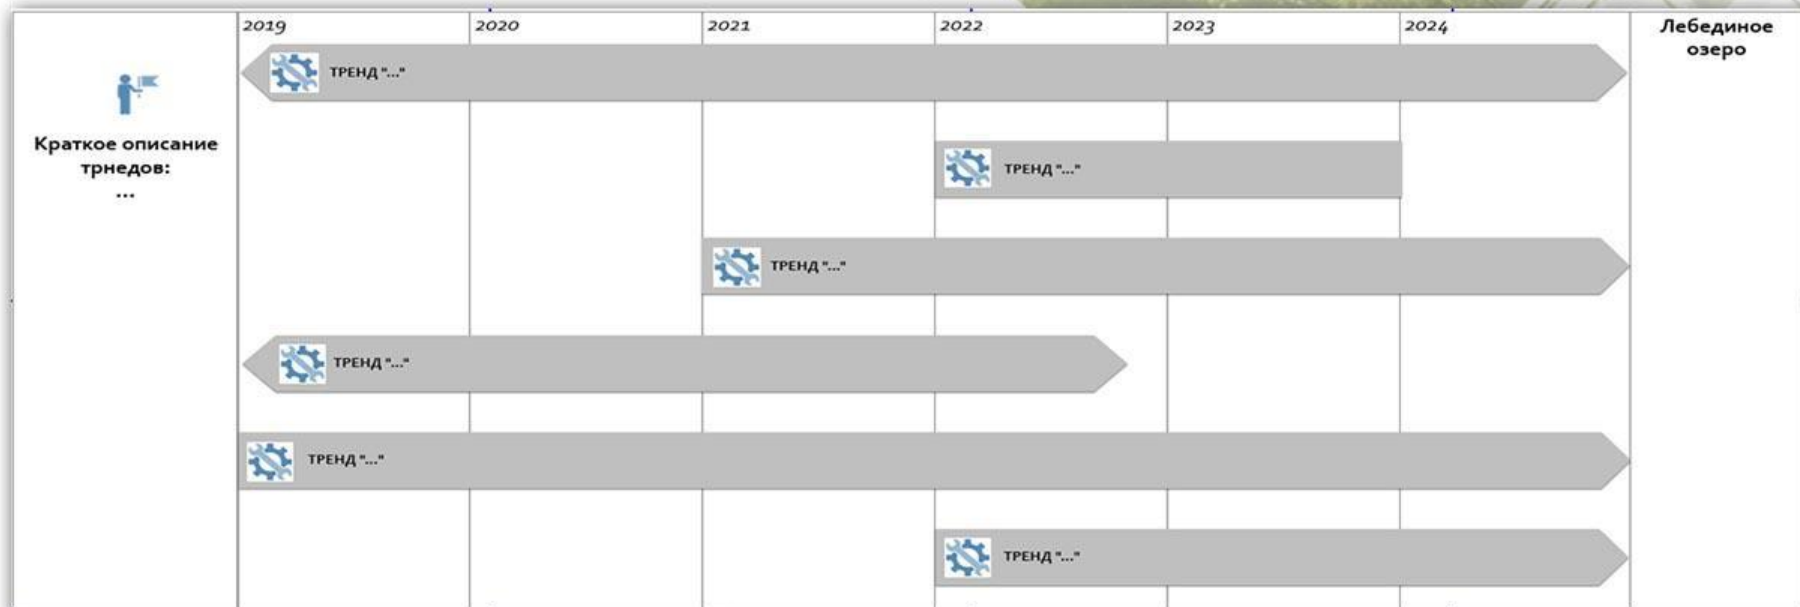 2019 2020 2021 2022 2023 2024 Лебединое
озеро
ТРЕНД "..."
Краткое описание
трнедов:
...
ТРЕНД "..."
ТРЕНД "..."
ТРЕНД "..."
ТРЕНД "..."
ТРЕНД "..."